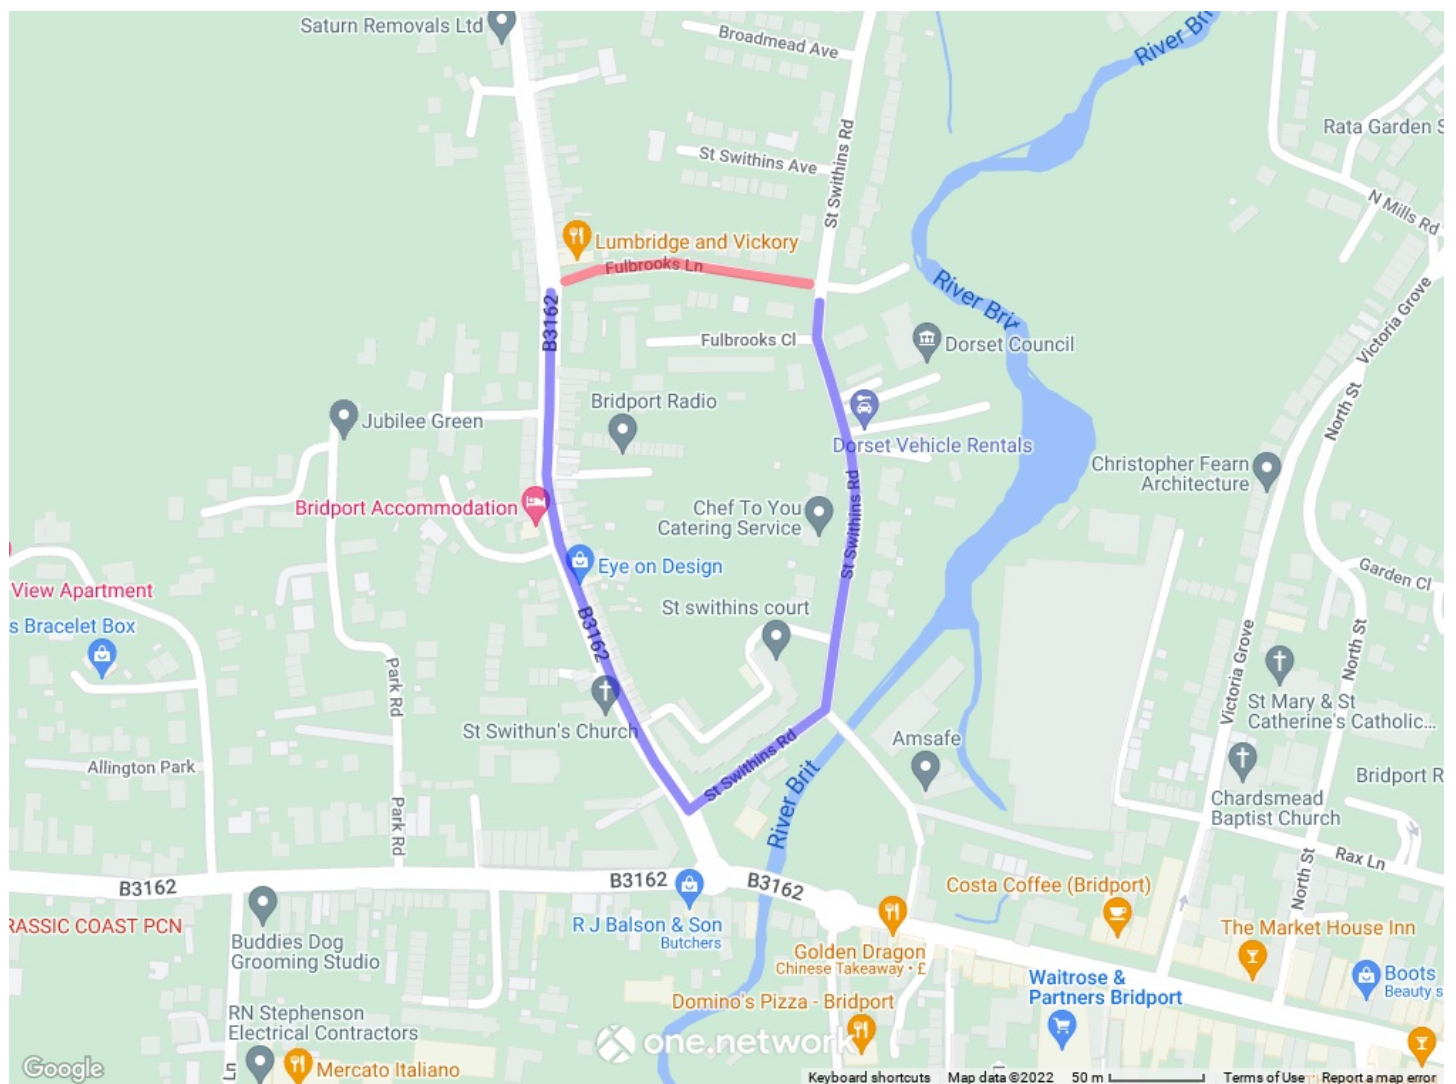 Saturn Removals Ltd
Broadmead Ave
River Bri
Rata Garden S
St Swithins Ave
St Swithins Rd
N Mills Rd
Lumbridge and Vickory
Fulbrooks Ln
River Brit
Victoria Grove
B3162
Fulbrooks Cl
Dorset Council
North St
Bridport Radio
Jubilee Green
Dorset Vehicle Rentals
Christopher Fearn
Architecture
Bridport Accommodation
Chef To You
Catering Service
St Swithins Rd
Eye on Design
Garden Cl
View Apartment
s Bracelet Box
St swithins court
B3162
North St
Park Rd
Victoria Grove
St Mary & St
Catherine's Catholic...
St Swithun's Church
Amsafe
St Swithins Rd
Allington Park
River Brit
Bridport R
Chardsmead
Baptist Church
Park Rd
Rax Ln
B3162
B3162
B3162
North St
Costa Coffee (Bridport)
R J Balson & Son
Butchers
JRASSIC COAST PCN
Buddies Dog
Grooming Studio
Golden Dragon
Chinese Takeaway • £
The Market House Inn
Waitrose &
Partners Bridport
Boots
Beauty s
Domino's Pizza - Bridport
RN Stephenson
Electrical Contractors
one.network
Ln
Mercato Italiano
Google
Keyboard shortcuts
Map data ©2022
50 m
Terms of Use
Report a map error